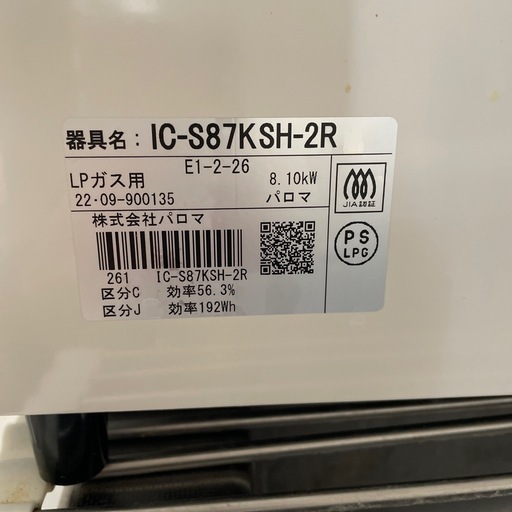 器具名：IC-S87KSH-2R
E1-2-26
LPガス用 8.10kW
22・09-900135 パロマ
株式会社パロマ
JIA認証
PS
LPG
261 IC-S87KSH-2R
区分C 効率56.3%
区分J 効率192Wh